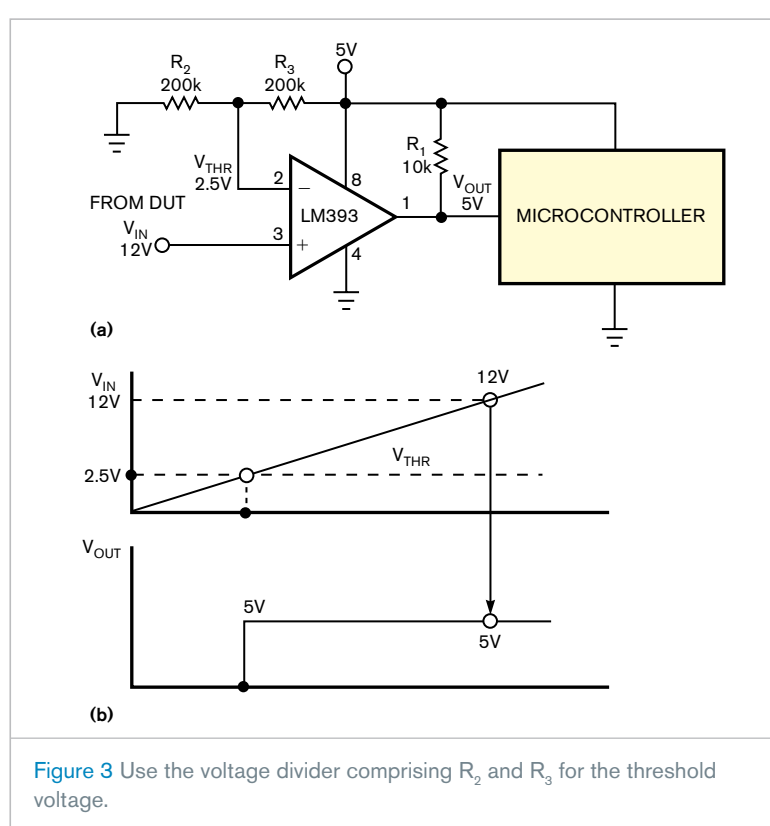 5V
R2
200k
R3
200k
R1
10k
VTHR
2.5V
2
−
8
VOUT
5V
FROM DUT
LM393
1
MICROCONTROLLER
VIN
12V
3
+
4
(a)
VIN
12V
12V
VTHR
2.5V
VOUT
5V
5V
(b)
Figure 3 Use the voltage divider comprising R2 and R3 for the threshold
voltage.